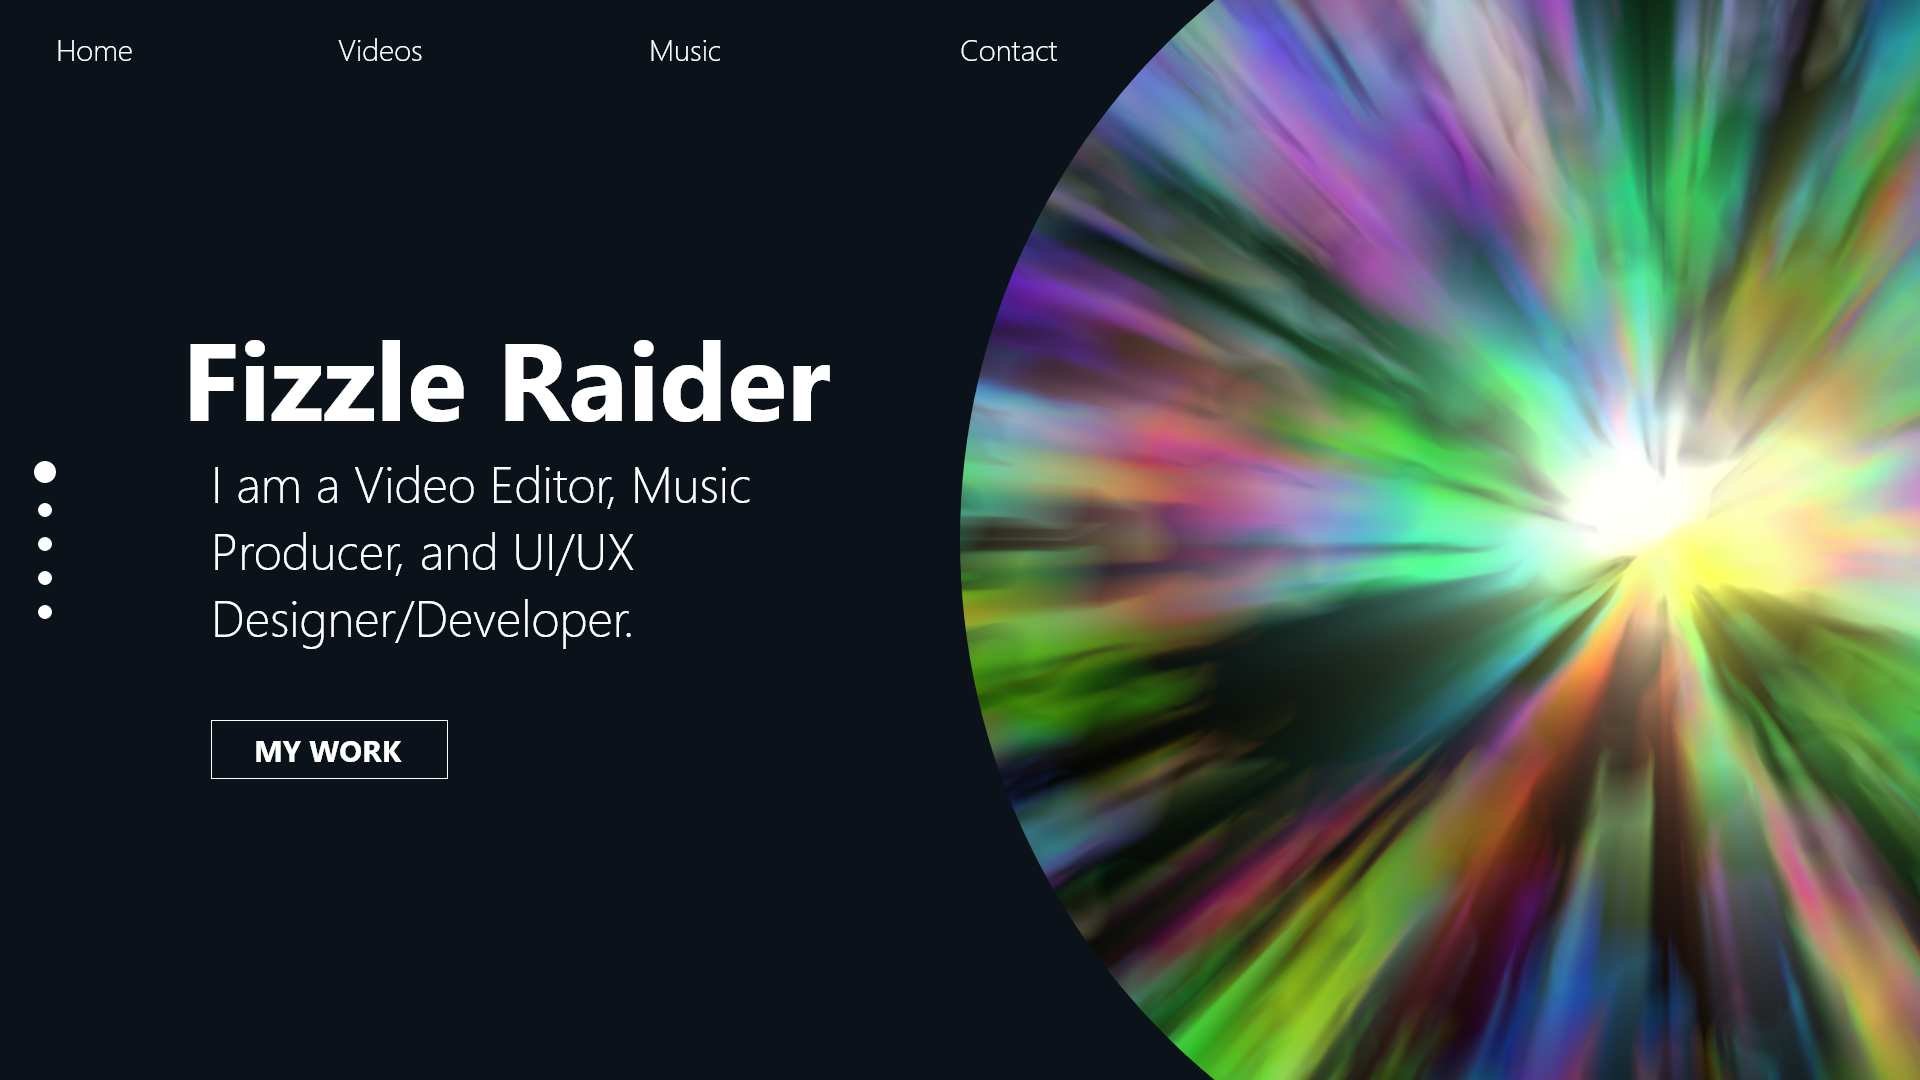 Home Videos Music Contact
Fizzle Raider
I am a Video Editor, Music
Producer, and UI/UX
Designer/Developer.
MY WORK